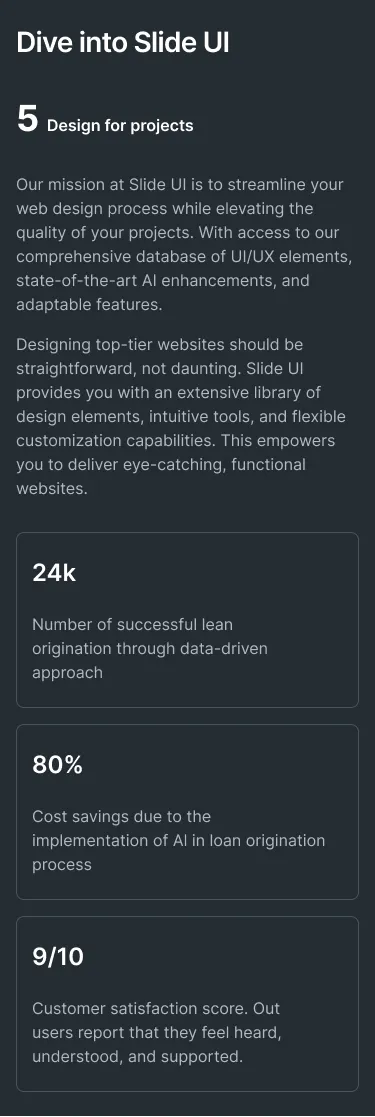 Dive into Slide UI
5 Design for projects
Our mission at Slide UI is to streamline your
web design process while elevating the
quality of your projects. With access to our
comprehensive database of UI/UX elements,
state-of-the-art AI enhancements, and
adaptable features.
Designing top-tier websites should be
straightforward, not daunting. Slide UI
provides you with an extensive library of
design elements, intuitive tools, and flexible
customization capabilities. This empowers
you to deliver eye-catching, functional
websites.
24k
Number of successful lean
origination through data-driven
approach
80%
Cost savings due to the
implementation of AI in loan origination
process
9/10
Customer satisfaction score. Out
users report that they feel heard,
understood, and supported.